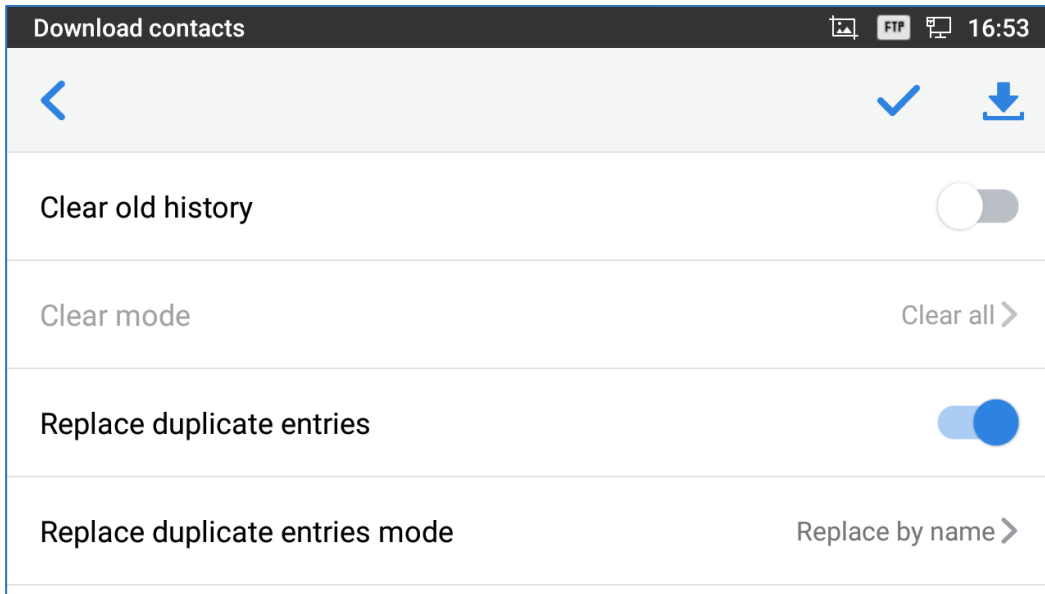 Download contacts FTP 16:53
Clear old history
Clear mode Clear all
Replace duplicate entries
Replace duplicate entries mode Replace by name